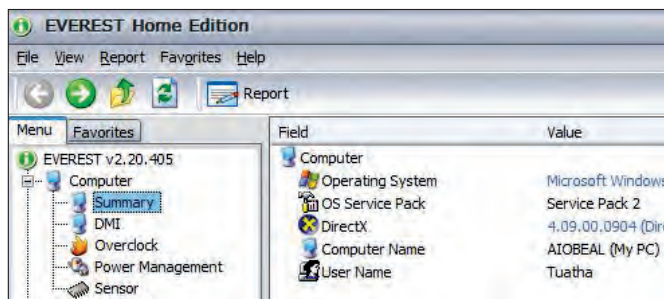 EVEREST Home Edition
File View Report Favorites Help
Report
Menu Favorites
Field Value
EVEREST v2.20.405
Computer
Summary
DMI
Overclock
Power Management
Sensor
Computer
Operating System Microsoft Windows
OS Service Pack Service Pack 2
DirectX 4.09.00.0904 (Dire
Computer Name AIOBEAL (My PC)
User Name Tuatha